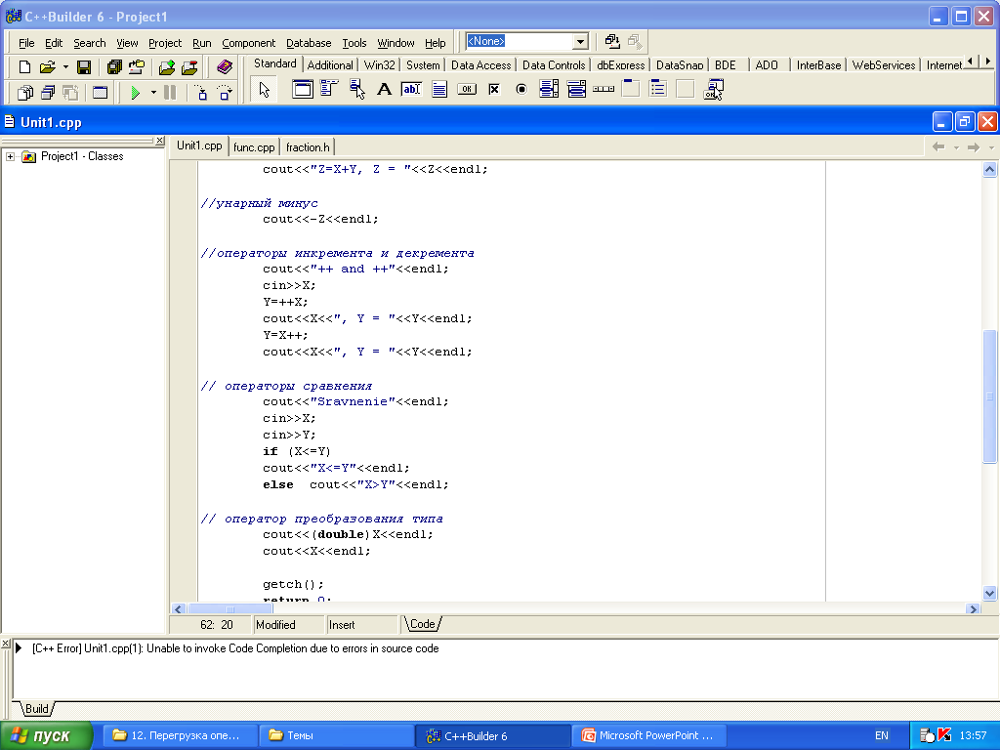 C++Builder 6 - Project1
File Edit Search View Project Run Component Database Tools Window Help <None>
Standard Additional Win32 System Data Access Data Controls dbExpress DataSnap BDE ADO InterBase WebServices Internet
Unit1.cpp
Project1 - Classes
Unit1.cpp func.cpp fraction.h
cout<<"Z=X+Y, Z = "<<Z<<endl;
//унарный минус
cout<<-Z<<endl;
//операторы инкремента и декремента
cout<<"++ and ++"<<endl;
cin>>X;
Y=++X;
cout<<X<<", Y = "<<Y<<endl;
Y=X++;
cout<<X<<", Y = "<<Y<<endl;
// операторы сравнения
cout<<"Sravnenie"<<endl;
cin>>X;
cin>>Y;
if (X<=Y)
cout<<"X<=Y"<<endl;
else cout<<"X>Y"<<endl;
// оператор преобразования типа
cout<<(double)X<<endl;
cout<<X<<endl;
getch();
return 0;
62: 20 Modified Insert Code
[C++ Error] Unit1.cpp(1): Unable to invoke Code Completion due to errors in source code
Build
пуск 12. Перегрузка опе... Темы C++Builder 6 Microsoft PowerPoint ... EN 13:57